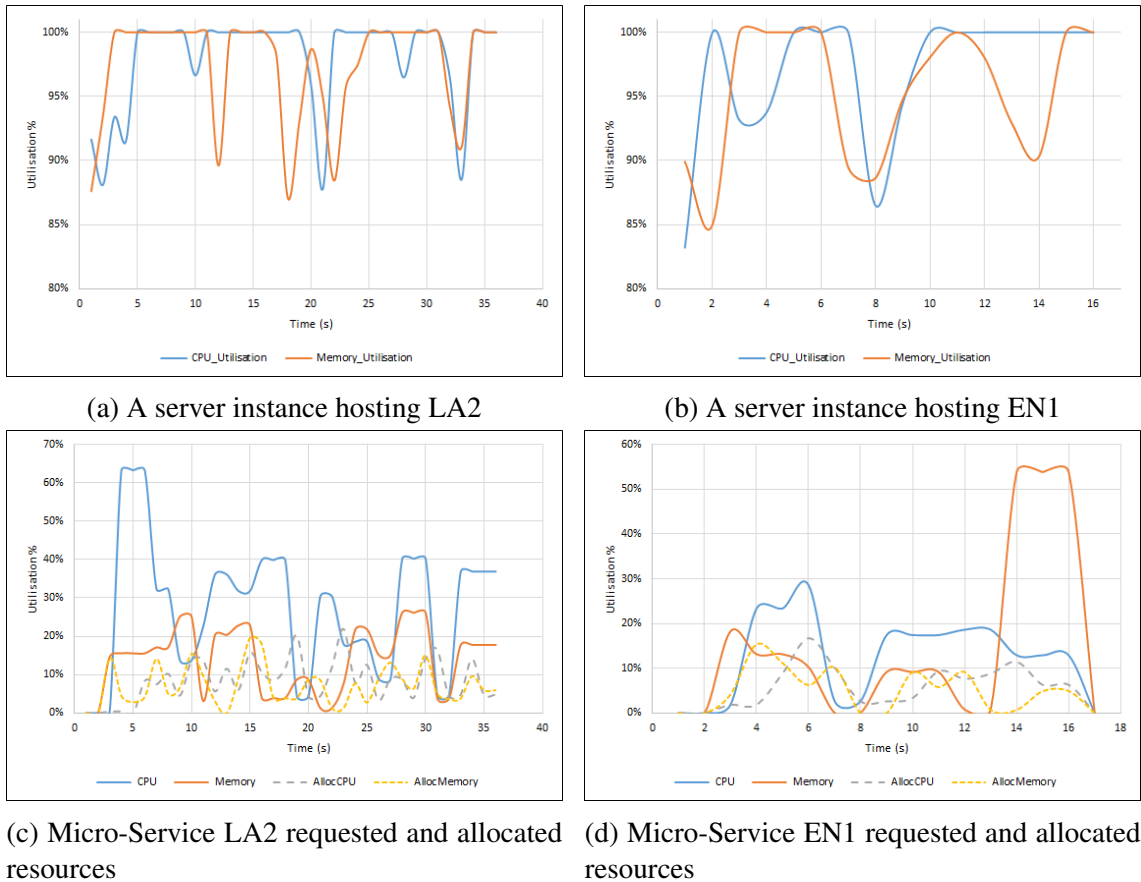 100%
95%
90%
85%
80%
Utilisation %
0 5 10 15 20 25 30 35 40
Time (s)
CPU_Utilisation Memory_Utilisation
(a) A server instance hosting LA2
100%
95%
90%
85%
80%
Utilisation %
0 2 4 6 8 10 12 14 16
Time (s)
CPU_Utilisation Memory_Utilisation
(b) A server instance hosting EN1
70%
60%
50%
40%
30%
20%
10%
0%
Utilisation %
0 5 10 15 20 25 30 35 40
Time (s)
CPU Memory AllocCPU AllocMemory
(c) Micro-Service LA2 requested and allocated
resources
60%
50%
40%
30%
20%
10%
0%
Utilisation %
0 2 4 6 8 10 12 14 16 18
Time (s)
CPU Memory AllocCPU AllocMemory
(d) Micro-Service EN1 requested and allocated
resources